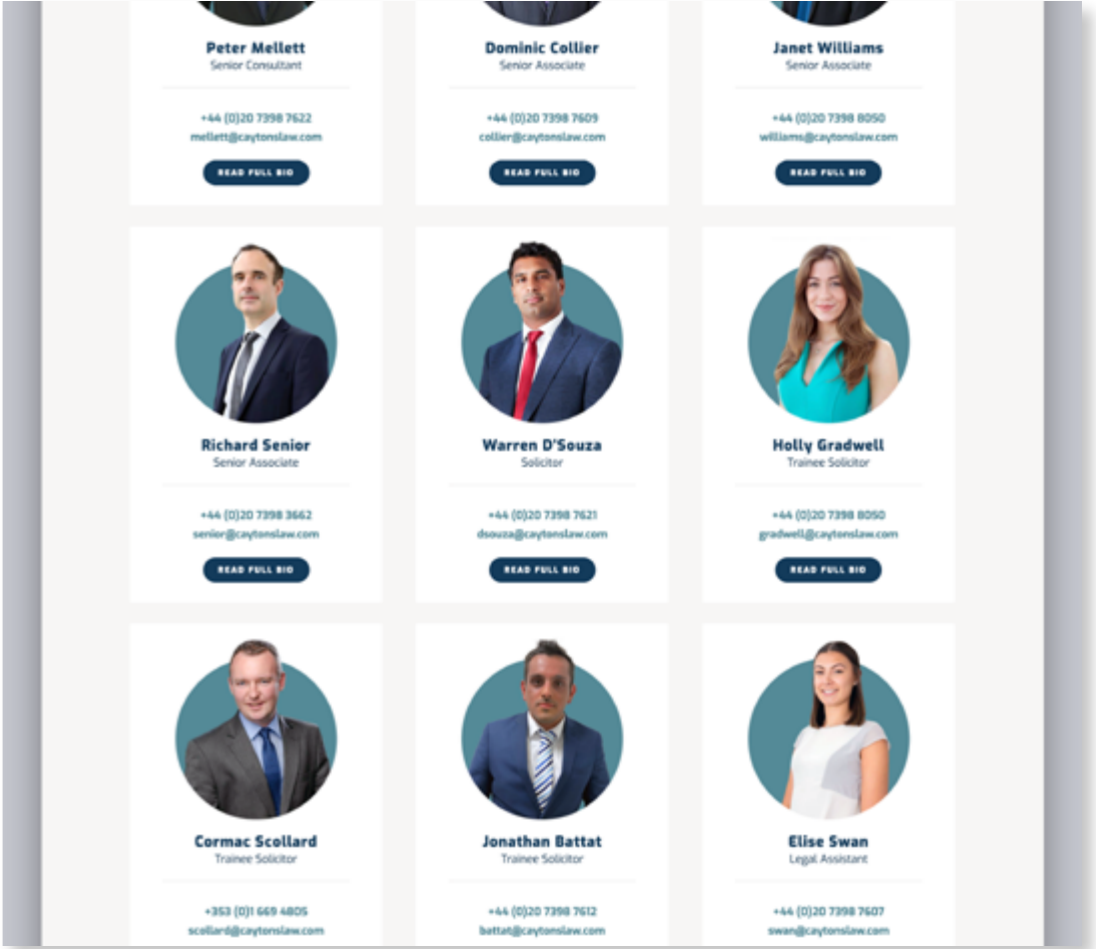 Peter Mellett
Senior Consultant
+44 (0)20 7398 7622
mellett@caytonslaw.com
READ FULL BIO
Dominic Collier
Senior Associate
+44 (0)20 7398 7609
collier@caytonslaw.com
READ FULL BIO
Janet Williams
Senior Associate
+44 (0)20 7398 8050
williams@caytonslaw.com
READ FULL BIO
Richard Senior
Senior Associate
+44 (0)20 7398 3662
senior@caytonslaw.com
READ FULL BIO
Warren D'Souza
Solicitor
+44 (0)20 7398 7621
dsouza@caytonslaw.com
READ FULL BIO
Holly Gradwell
Trainee Solicitor
+44 (0)20 7398 8050
gradwell@caytonslaw.com
READ FULL BIO
Cormac Scollard
Trainee Solicitor
+353 (0)1 669 4805
scollard@caytonslaw.com
Jonathan Battat
Trainee Solicitor
+44 (0)20 7398 7612
battat@caytonslaw.com
Elise Swan
Legal Assistant
+44 (0)20 7398 7607
swan@caytonslaw.com